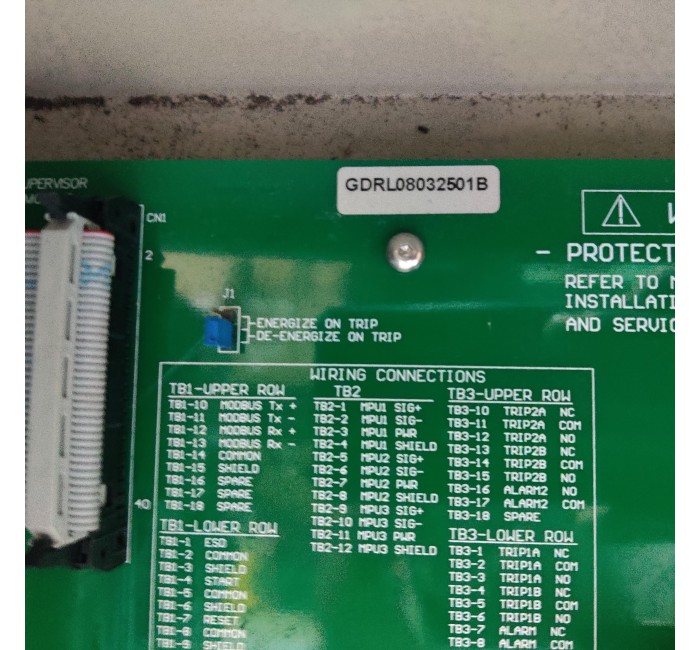 GDRL08032501B
UPERVISOR
CN1
2
40
- PROTECT
REFER TO
INSTALLATI
AND SERVIC
J1
ENERGIZE ON TRIP
DE-ENERGIZE ON TRIP
WIRING CONNECTIONS
TB1-UPPER ROW
TB1-10 MODBUS Tx +
TB1-11 MODBUS Tx -
TB1-12 MODBUS Rx +
TB1-13 MODBUS Rx -
TB1-14 COMMON
TB1-15 SHIELD
TB1-16 SPARE
TB1-17 SPARE
TB1-18 SPARE
TB1-LOWER ROW
TB1-1 ESD
TB1-2 COMMON
TB1-3 SHIELD
TB1-4 START
TB1-5 COMMON
TB1-6 SHIELD
TB1-7 RESET
TB1-8 COMMON
TB1-9 SHIELD
TB2
TB2-1 MPU1 SIG+
TB2-2 MPU1 SIG-
TB2-3 MPU1 PWR
TB2-4 MPU1 SHIELD
TB2-5 MPU2 SIG+
TB2-6 MPU2 SIG-
TB2-7 MPU2 PWR
TB2-8 MPU2 SHIELD
TB2-9 MPU3 SIG+
TB2-10 MPU3 SIG-
TB2-11 MPU3 PWR
TB2-12 MPU3 SHIELD
TB3-UPPER ROW
TB3-10 TRIP2A NC
TB3-11 TRIP2A COM
TB3-12 TRIP2A NO
TB3-13 TRIP2B NC
TB3-14 TRIP2B COM
TB3-15 TRIP2B NO
TB3-16 ALARM2 NO
TB3-17 ALARM2 COM
TB3-18 SPARE
TB3-LOWER ROW
TB3-1 TRIP1A NC
TB3-2 TRIP1A COM
TB3-3 TRIP1A NO
TB3-4 TRIP1B NC
TB3-5 TRIP1B COM
TB3-6 TRIP1B NO
TB3-7 ALARM NC
TB3-8 ALARM COM